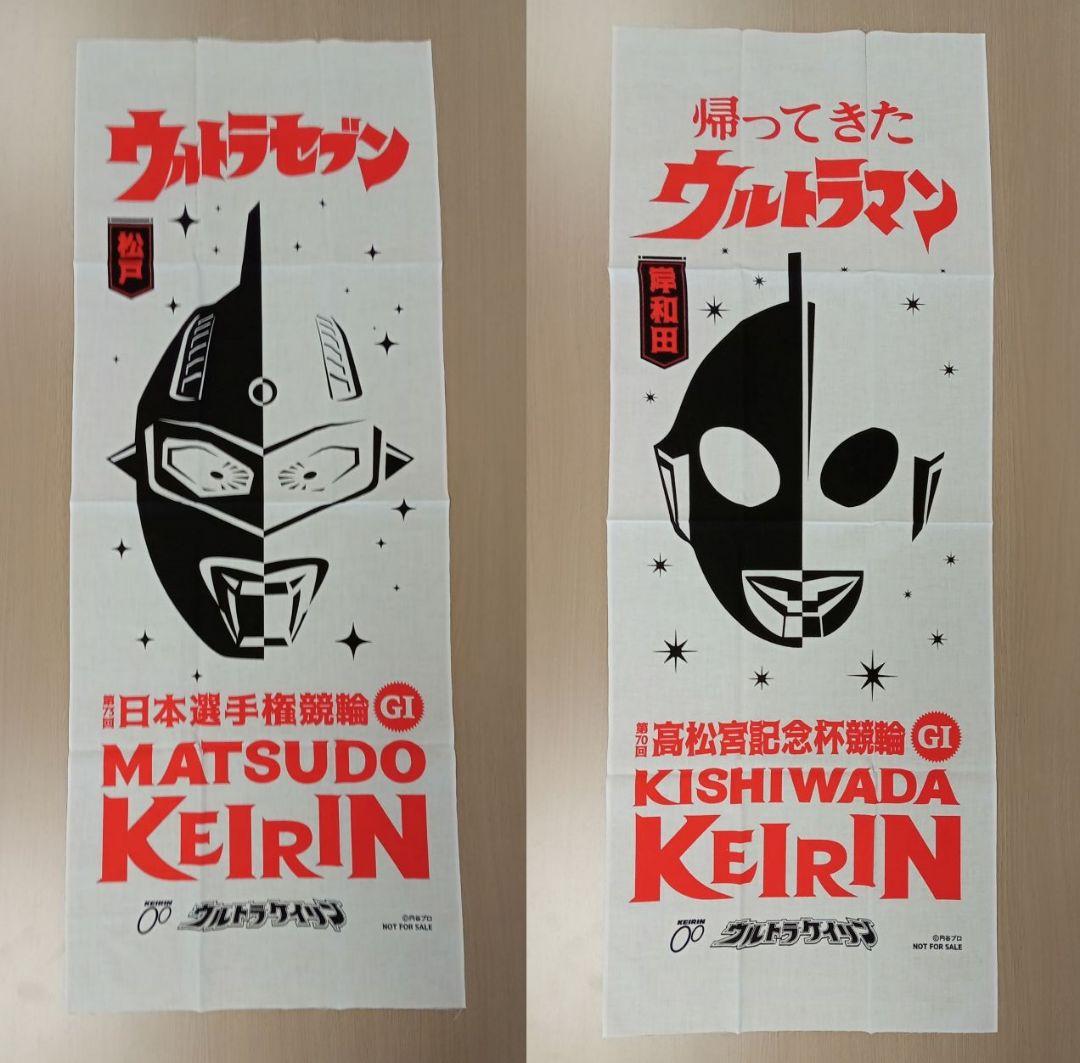 ウルトラセブン
松戸
第73回 日本選手権競輪 GI
MATSUDO
KEIRIN
KEIRIN ウルトラケイリン
©円谷プロ
NOT FOR SALE
帰ってきた
ウルトラマン
岸和田
第70回 高松宮記念杯競輪 GI
KISHIWADA
KEIRIN
KEIRIN ウルトラケイリン
©円谷プロ
NOT FOR SALE